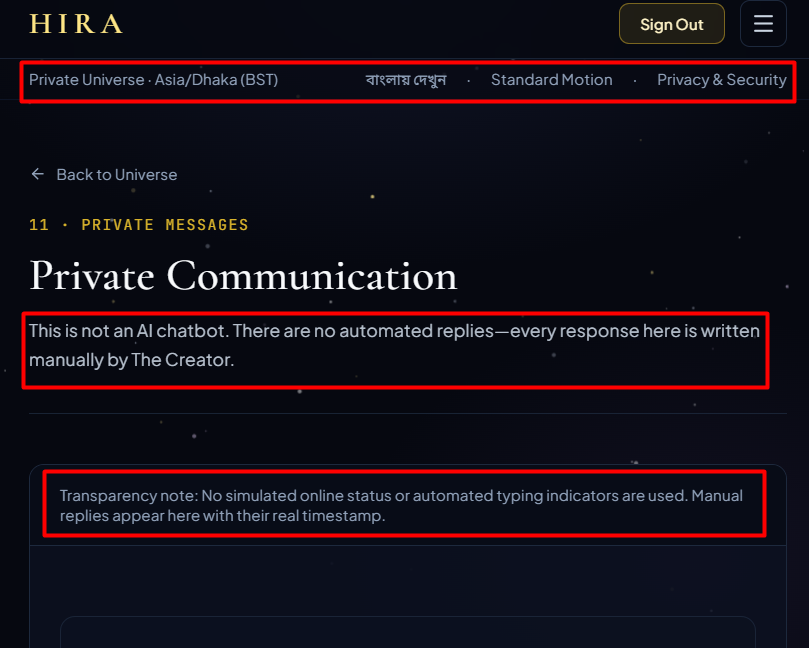 HIRA
Sign Out
Private Universe · Asia/Dhaka (BST) বাংলায় দেখুন · Standard Motion · Privacy & Security
← Back to Universe
11 · PRIVATE MESSAGES
Private Communication
This is not an AI chatbot. There are no automated replies—every response here is written
manually by The Creator.
Transparency note: No simulated online status or automated typing indicators are used. Manual
replies appear here with their real timestamp.